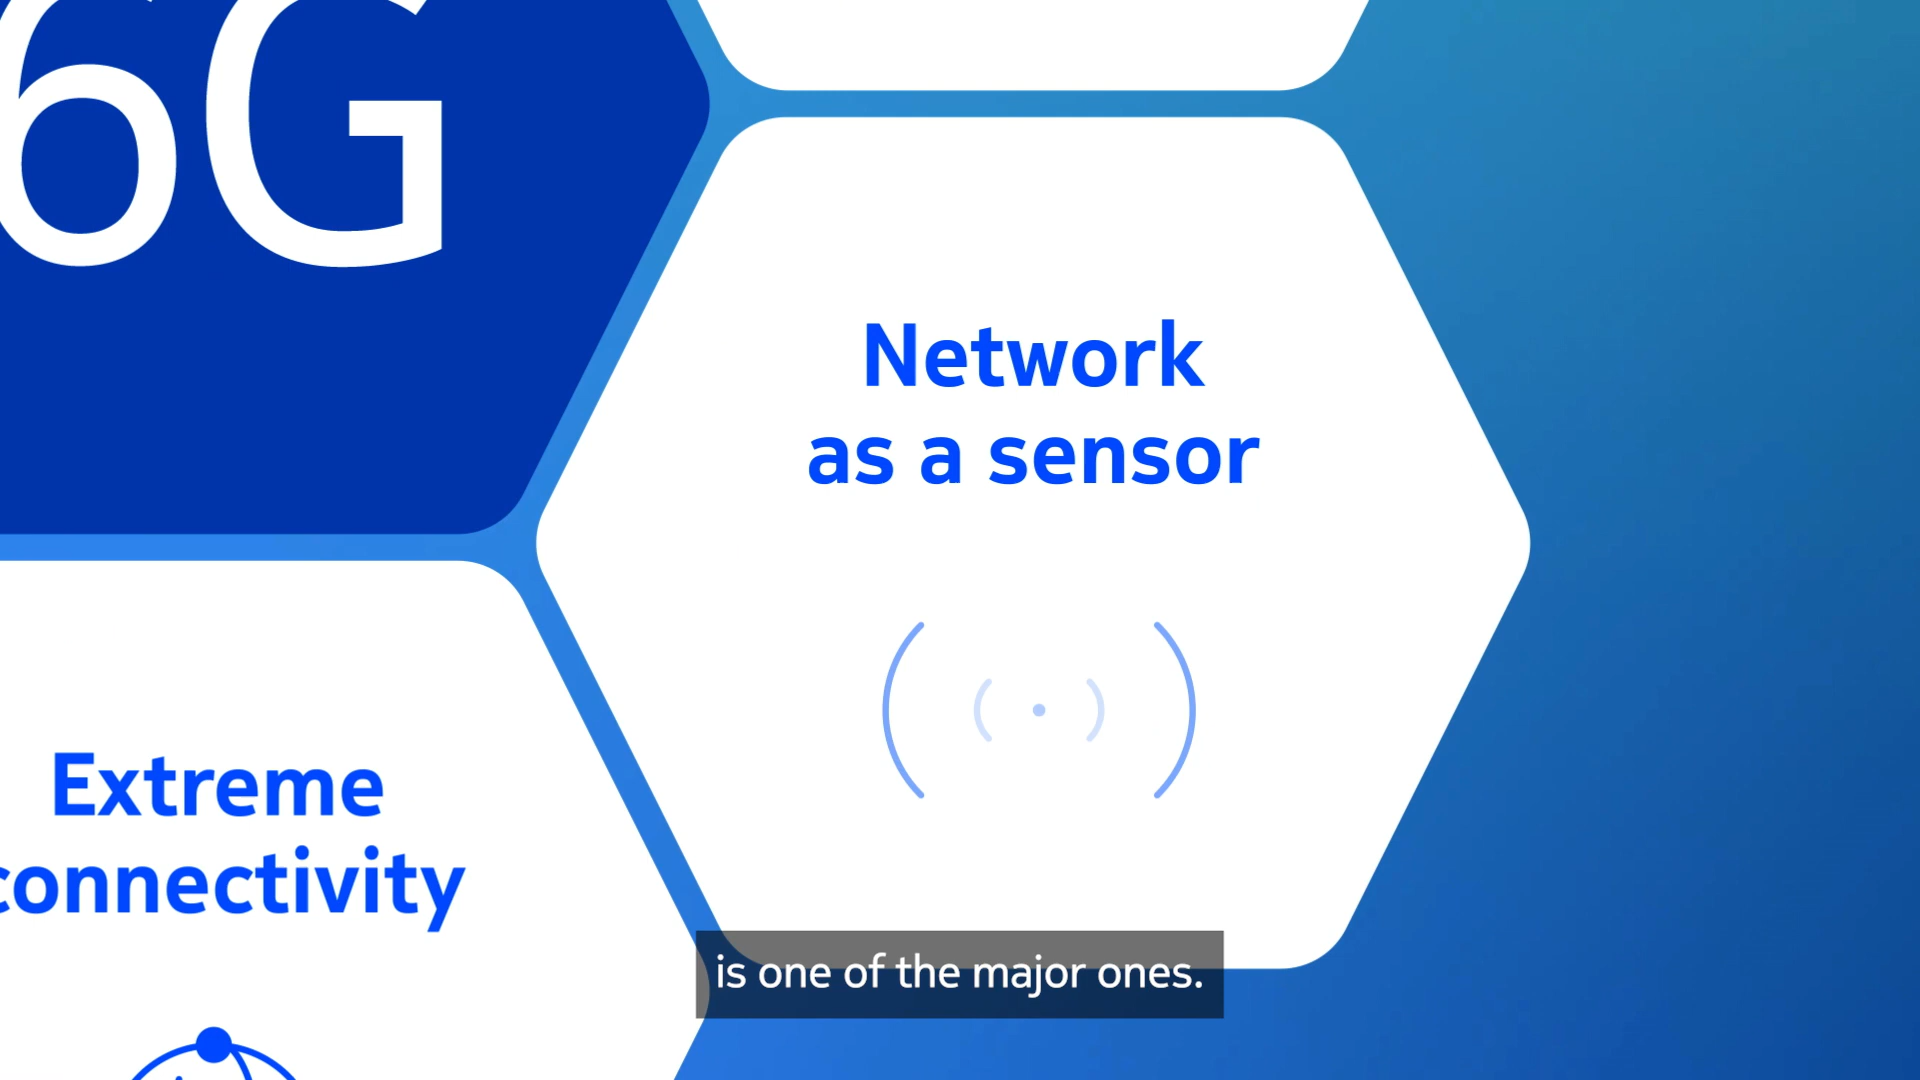 6G
Network
as a sensor
Extreme
connectivity
is one of the major ones.